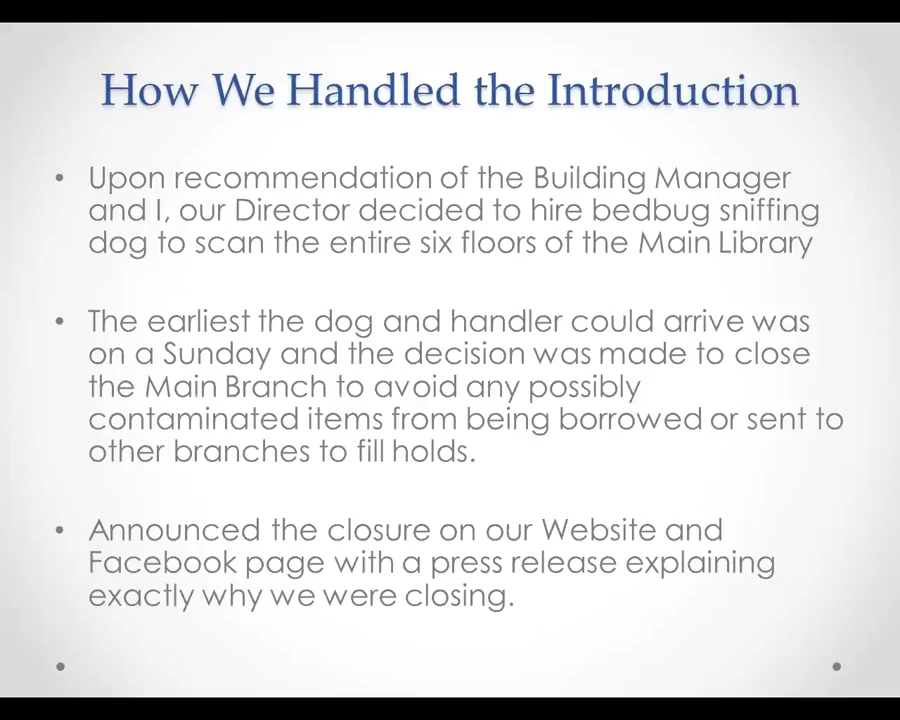 How We Handled the Introduction
• Upon recommendation of the Building Manager
and I, our Director decided to hire bedbug sniffing
dog to scan the entire six floors of the Main Library
• The earliest the dog and handler could arrive was
on a Sunday and the decision was made to close
the Main Branch to avoid any possibly
contaminated items from being borrowed or sent to
other branches to fill holds.
• Announced the closure on our Website and
Facebook page with a press release explaining
exactly why we were closing.